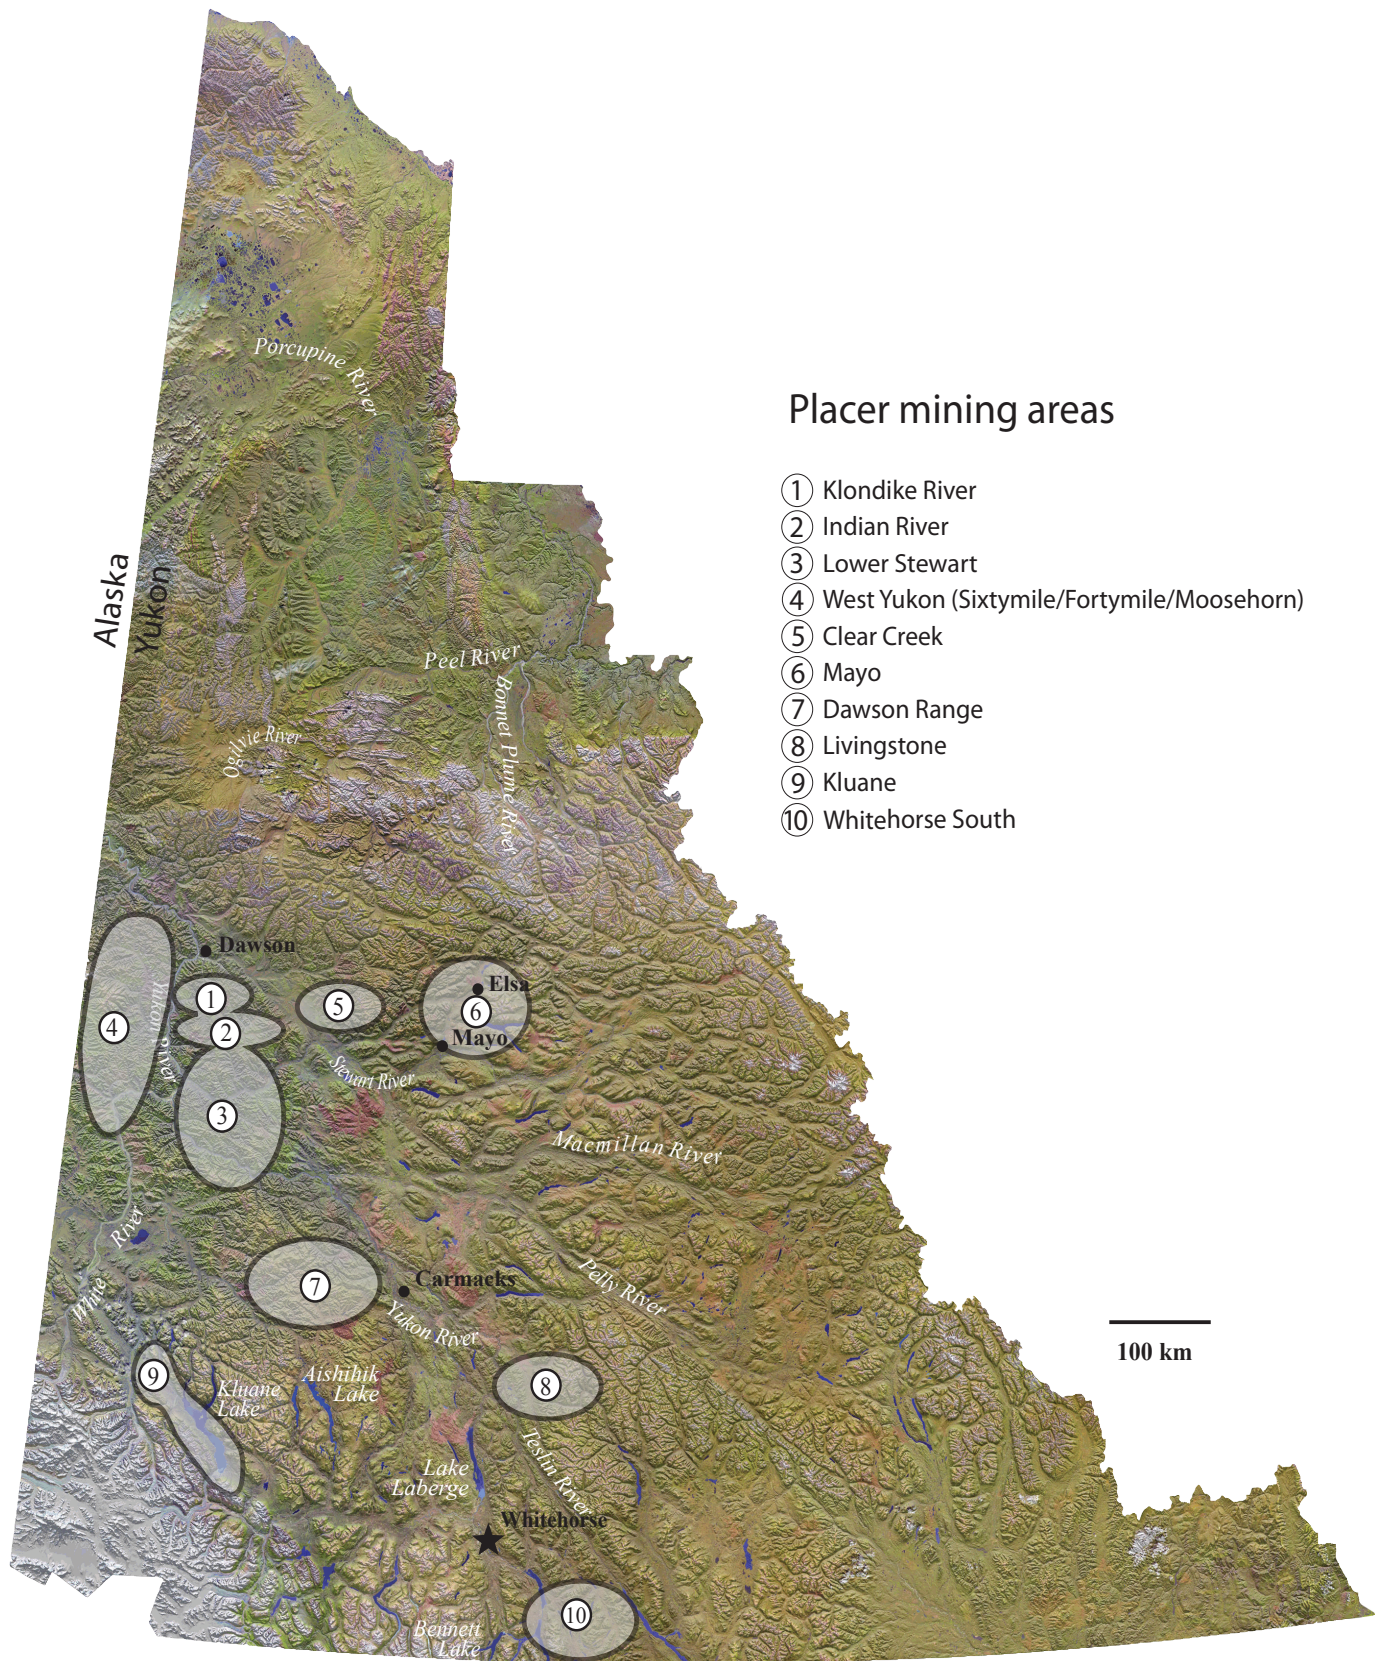 Porcupine River
Placer mining areas
1 Klondike River
2 Indian River
3 Lower Stewart
4 West Yukon (Sixtymile/Fortymile/Moosehorn)
5 Clear Creek
6 Mayo
7 Dawson Range
8 Livingstone
9 Kluane
10 Whitehorse South
Alaska
Yukon
Peel River
Bonnet Plume River
Ogilvie River
Dawson
Yukon River
1
2
3
4
5
Elsa
6
Mayo
Stewart River
Macmillan River
White River
7
Carmacks
Yukon River
Pelly River
100 km
9
Kluane
Lake
Aishihik
Lake
8
Teslin River
Lake
Laberge
Whitehorse
10
Bennett
Lake